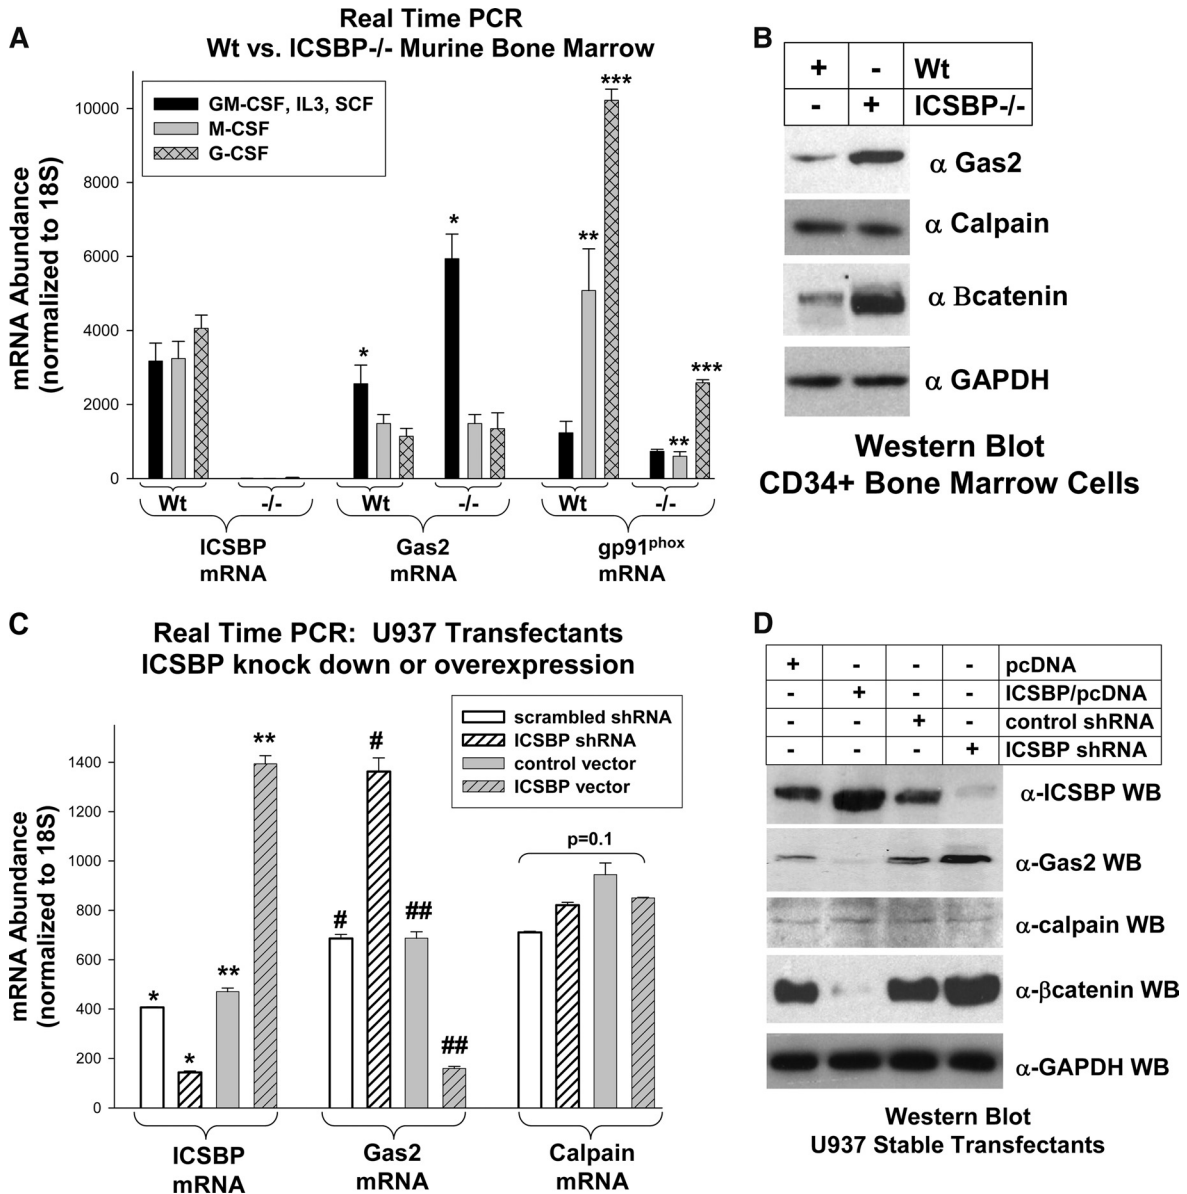 A
Real Time PCR
Wt vs. ICSBP-/- Murine Bone Marrow
mRNA Abundance
(normalized to 18S)
10000
8000
6000
4000
2000
0
GM-CSF, IL3, SCF
M-CSF
G-CSF
*
*
**
***
**
***
Wt
-/-
Wt
-/-
Wt
-/-
ICSBP
mRNA
Gas2
mRNA
gp91phox
mRNA
B
+ - Wt
- + ICSBP-/-
α Gas2
α Calpain
α Βcatenin
α GAPDH
Western Blot
CD34+ Bone Marrow Cells
C
Real Time PCR: U937 Transfectants
ICSBP knock down or overexpression
mRNA Abundance
(normalized to 18S)
1400
1200
1000
800
600
400
200
0
scrambled shRNA
ICSBP shRNA
control vector
ICSBP vector
*
*
**
**
#
#
##
##
p=0.1
ICSBP
mRNA
Gas2
mRNA
Calpain
mRNA
D
+ - - - pcDNA
- + - - ICSBP/pcDNA
- - + - control shRNA
- - - + ICSBP shRNA
α-ICSBP WB
α-Gas2 WB
α-calpain WB
α-βcatenin WB
α-GAPDH WB
Western Blot
U937 Stable Transfectants